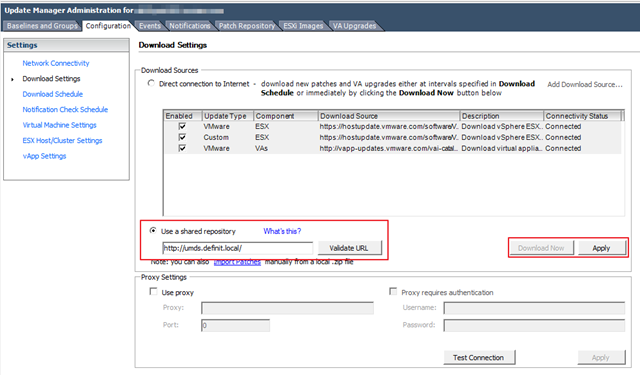 Update Manager Administration for
Baselines and Groups Configuration Events Notifications Patch Repository ESXi Images VA Upgrades
Settings
Network Connectivity
Download Settings
Download Schedule
Notification Check Schedule
Virtual Machine Settings
ESX Host/Cluster Settings
vApp Settings
Download Settings
Download Sources
Direct connection to Internet - download new patches and VA upgrades either at intervals specified in Download
Schedule or immediately by clicking the Download Now button below
Add Download Source...
Enabled Update Type Component Download Source Description Connectivity Status
VMware ESX https://hostupdate.vmware.com/software/V... Download vSphere ESX... Connected
Custom ESX https://hostupdate.vmware.com/software/V... Download vSphere ESX... Connected
VMware VAs http://vapp-updates.vmware.com/vai-catal... Download virtual applia... Connected
Use a shared repository What's this?
http://umds.definit.local/ Validate URL
Download Now Apply
Note: you can also Import Patches manually from a local .zip file
Proxy Settings
Use proxy
Proxy:
Port: 0
Proxy requires authentication
Username:
Password:
Test Connection Apply